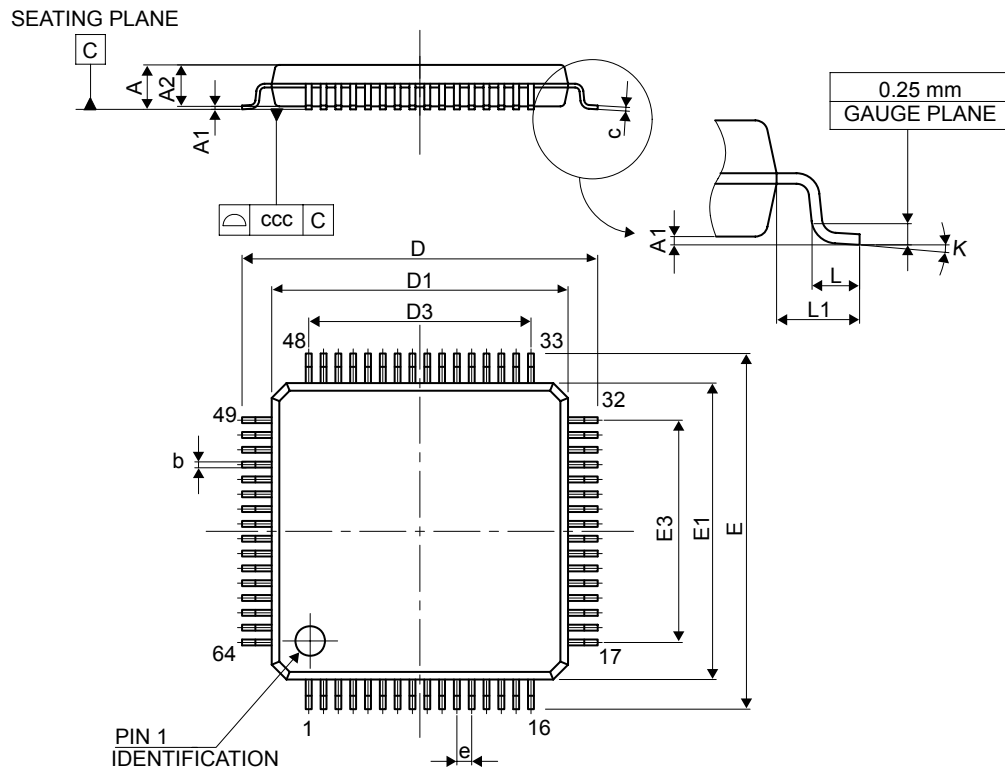 SEATING PLANE
C
A
A2
A1
c
0.25 mm
GAUGE PLANE
ccc C
A1
K
L
L1
D
D1
D3
48
33
49
32
b
E3
E1
E
64
17
1
16
PIN 1
IDENTIFICATION
e